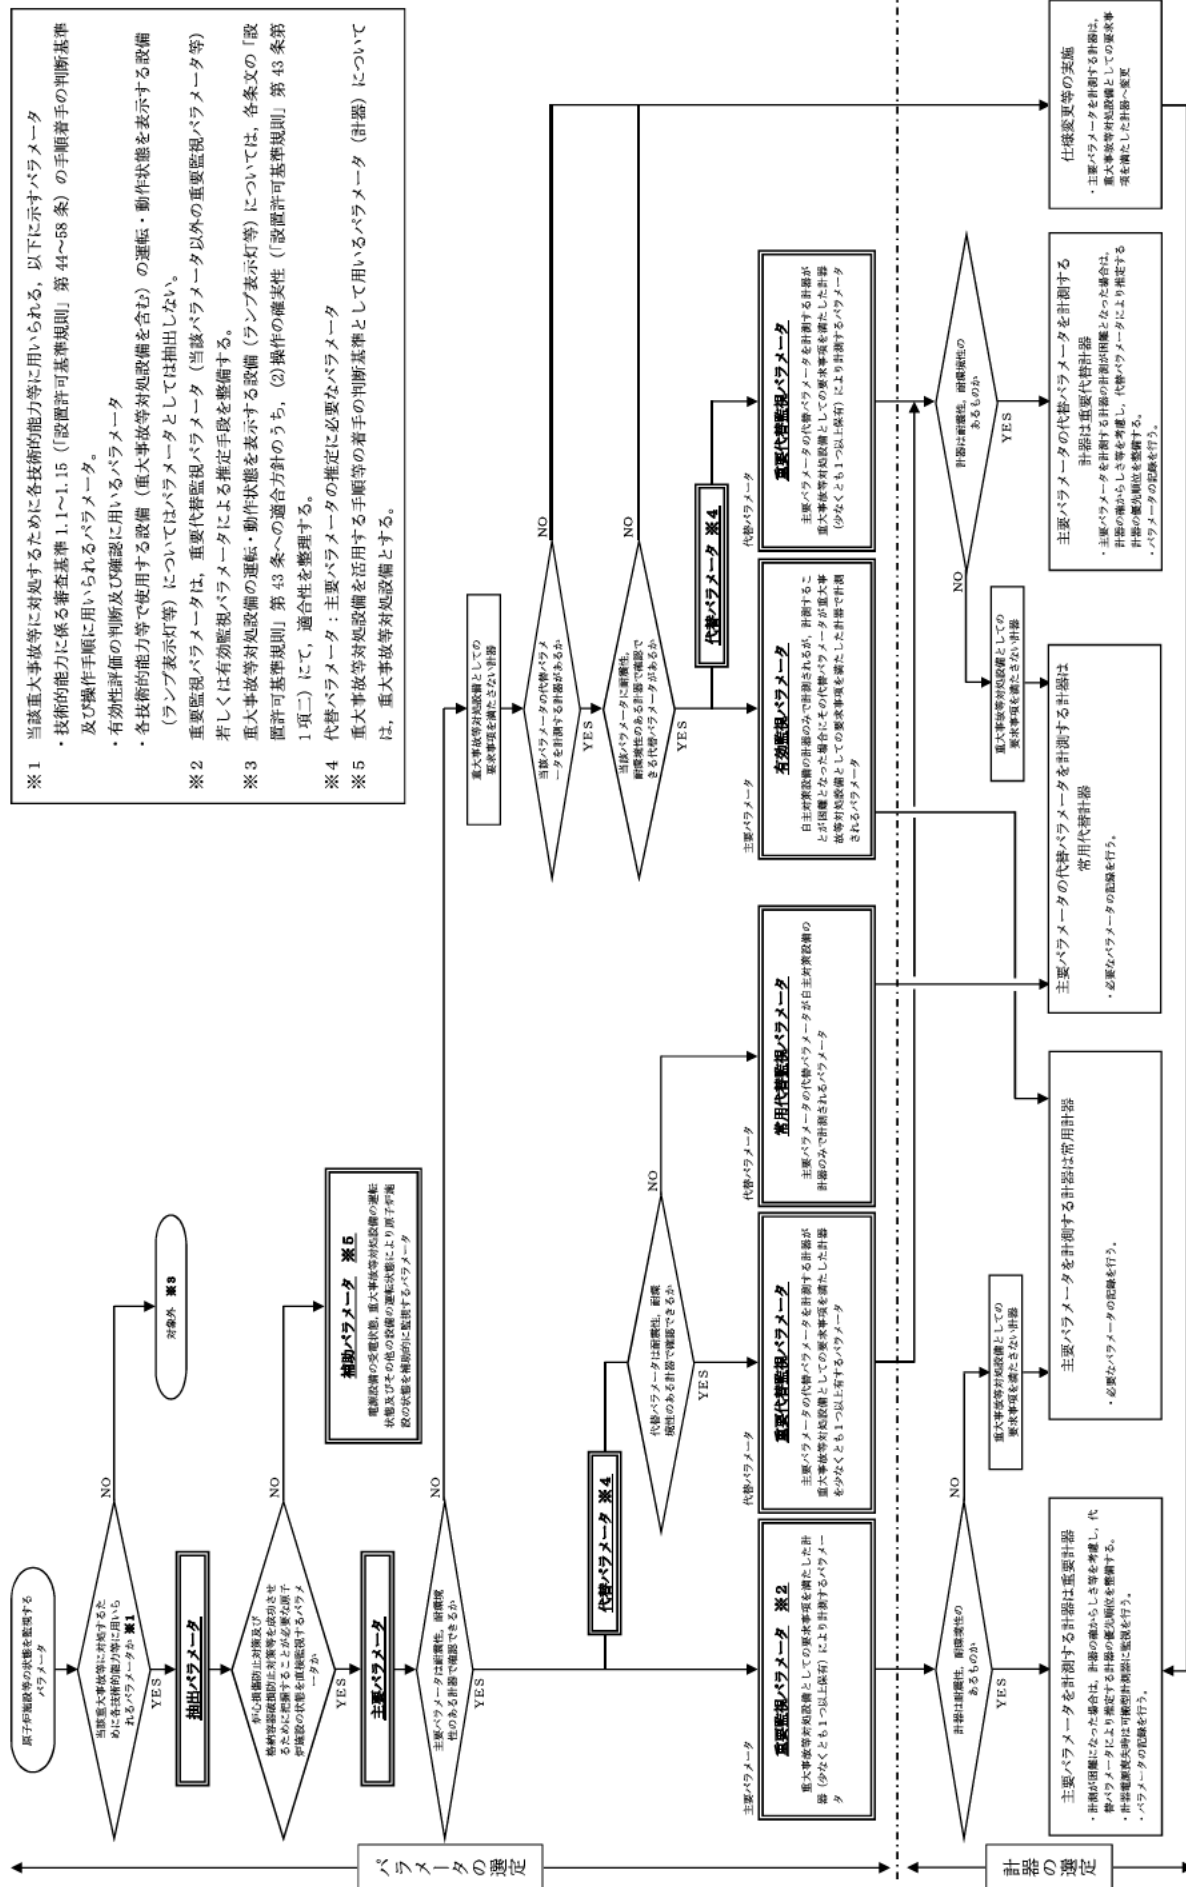 原子炉施設等の状態を監視する
パラメータ
当該重大事故等に対処するた
めに各技術的能力等に用いら
れるパラメータか ※1
NO
YES
対象外 ※3
抽出パラメータ
炉心損傷防止対策及び
格納容器破損防止対策等を成功させ
るために把握することが必要な原子
炉施設の状態を直接監視するパラメ
ータか
NO
YES
補助パラメータ ※5
電源設備の受電状態，重大事故等対処設備の運転
状態及びその他の設備の運転状態により原子炉施
設の状態を補助的に監視するパラメータ
主要パラメータ
主要パラメータは耐震性，耐環境
性のある計器で確認できるか
NO
YES
※1 当該重大事故等に対処するために各技術的能力等に用いられる，以下に示すパラメータ
・技術的能力に係る審査基準 1.1～1.15（「設置許可基準規則」第 44～58 条）の手順着手の判断基準
及び操作手順に用いられるパラメータ。
・有効性評価の判断及び確認に用いるパラメータ
・各技術的能力等で使用する設備（重大事故等対処設備を含む）の運転・動作状態を表示する設備
（ランプ表示灯等）についてはパラメータとしては抽出しない。
※2 重要監視パラメータは，重要代替監視パラメータ（当該パラメータ以外の重要監視パラメータ等）
若しくは有効監視パラメータによる推定手段を整備する。
※3 重大事故等対処設備の運転・動作状態を表示する設備（ランプ表示灯等）については，各条文の「設
置許可基準規則」第 43 条への適合方針のうち，(2)操作の確実性（「設置許可基準規則」第 43 条第
1 項二）にて，適合性を整理する。
※4 代替パラメータ：主要パラメータの推定に必要なパラメータ
※5 重大事故等対処設備を活用する手順等の着手の判断基準として用いるパラメータ（計器）について
は，重大事故等対処設備とする。
重大事故等対処設備としての
要求事項を満たさない計器
当該パラメータの代替パラメ
ータを計測する計器があるか
NO
YES
当該パラメータに耐震性，
耐環境性のある計器で確認で
きる代替パラメータがあるか
NO
YES
代替パラメータ ※4
代替パラメータ ※4
代替パラメータは耐震性，耐環
境性のある計器で確認できるか
NO
YES
主要パラメータ
重要監視パラメータ ※2
重大事故等対処設備としての要求事項を満たした計
器（少なくとも1つ以上保有）により計測するパラメー
タ
代替パラメータ
重要代替監視パラメータ
主要パラメータの代替パラメータを計測する計器が
重大事故等対処設備としての要求事項を満たした計器
を少なくとも1つ以上有するパラメータ
代替パラメータ
常用代替監視パラメータ
主要パラメータの代替パラメータが自主対策設備の
計器のみで計測されるパラメータ
主要パラメータ
有効監視パラメータ
自主対策設備の計器のみで計測されるが，計測するこ
とが困難となった場合にその代替パラメータが重大事
故等対処設備としての要求事項を満たした計器で計測
されるパラメータ
代替パラメータ
重要代替監視パラメータ
主要パラメータの代替パラメータを計測する計器が
重大事故等対処設備としての要求事項を満たした計器
（少なくとも1つ以上保有）により計測するパラメータ
パラメータの選定
計器の選定
計器は耐震性，耐環境性の
あるものか
NO
YES
重大事故等対処設備としての
要求事項を満たさない計器
計器は耐震性，耐環境性の
あるものか
NO
YES
重大事故等対処設備としての
要求事項を満たさない計器
主要パラメータを計測する計器は重要計器
・計測が困難になった場合は，計器の確からしさ等を考慮し，代
替パラメータにより推定する計器の優先順位を整備する。
・計器電源喪失時は可搬型計測器に監視を行う。
・パラメータの記録を行う。
主要パラメータを計測する計器は常用計器
・必要なパラメータの記録を行う。
主要パラメータの代替パラメータを計測する計器は
常用代替計器
・必要なパラメータの記録を行う。
主要パラメータの代替パラメータを計測する
計器は重要代替計器
・主要パラメータを計測する計器の計測が困難となった場合は，
計器の確からしさ等を考慮し，代替パラメータにより推定する
計器の優先順位を整備する。
・パラメータの記録を行う。
仕様変更等の実施
・主要パラメータを計測する計器は，
重大事故等対処設備としての要求事
項を満たした計器へ変更